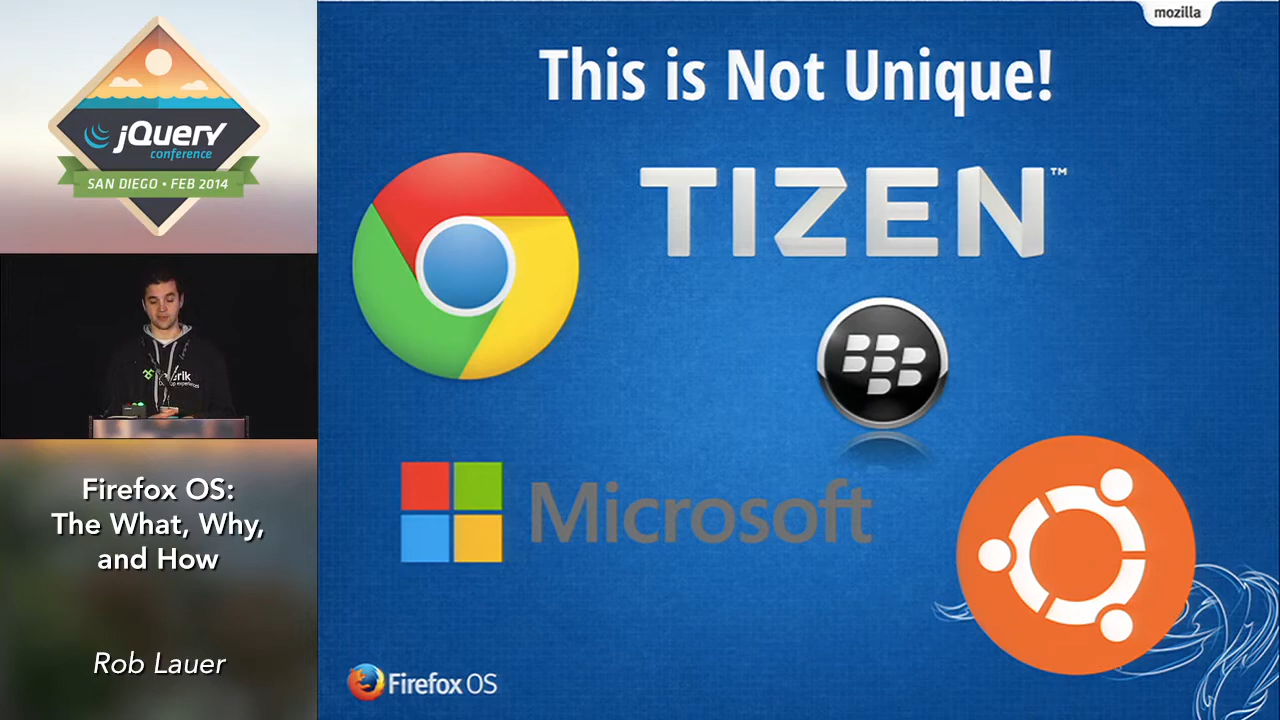 jQuery
conference
SAN DIEGO • FEB 2014
Firefox OS:
The What, Why,
and How
Rob Lauer
mozilla
This is Not Unique!
TIZEN™
Microsoft
Firefox OS